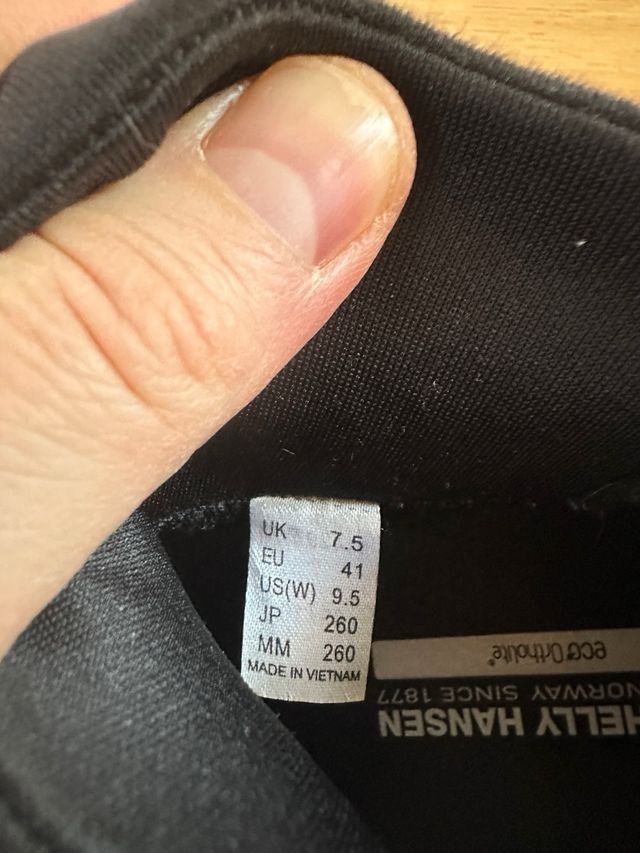 UK 7.5
EU 41
US(W) 9.5
JP 260
MM 260
MADE IN VIETNAM
eco Ortholite®
HELLY HANSEN
NORWAY SINCE 1877